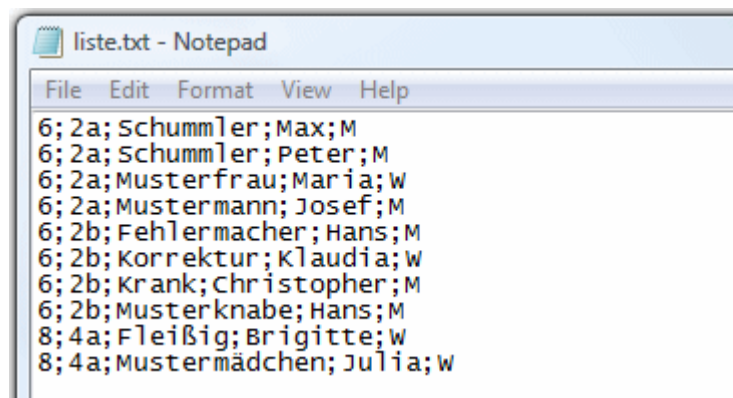 liste.txt - Notepad
File Edit Format View Help
6;2a;Schummler;Max;M
6;2a;Schummler;Peter;M
6;2a;Musterfrau;Maria;W
6;2a;Mustermann;Josef;M
6;2b;Fehlermacher;Hans;M
6;2b;Korrektur;Klaudia;W
6;2b;Krank;Christopher;M
6;2b;Musterknabe;Hans;M
8;4a;Fleißig;Brigitte;W
8;4a;Mustermädchen;Julia;W